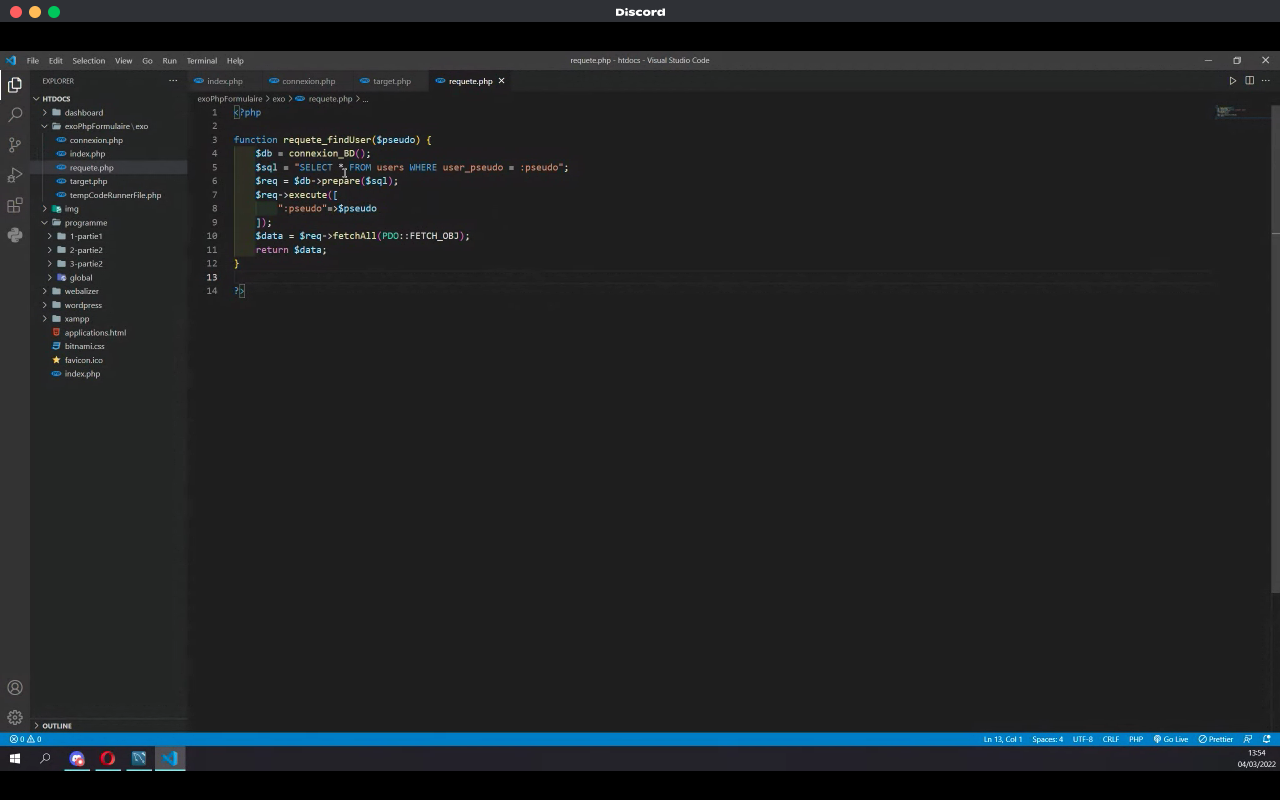 Discord
File Edit Selection View Go Run Terminal Help
requete.php - htdocs - Visual Studio Code
EXPLORER
index.php connexion.php target.php requete.php
HTDOCS
dashboard
exoPhpFormulaire \ exo
connexion.php
index.php
requete.php
target.php
tempCodeRunnerFile.php
img
programme
1-partie1
2-partie2
3-partie2
global
webalizer
wordpress
xampp
applications.html
bitnami.css
favicon.ico
index.php
OUTLINE
exoPhpFormulaire > exo > requete.php > ...
1 <?php
2
3 function requete_findUser($pseudo) {
4 $db = connexion_BD();
5 $sql = "SELECT * FROM users WHERE user_pseudo = :pseudo";
6 $req = $db->prepare($sql);
7 $req->execute([
8 ":pseudo"=>$pseudo
9 ]);
10 $data = $req->fetchAll(PDO::FETCH_OBJ);
11 return $data;
12 }
13
14 ?>
0 0 Ln 13, Col 1 Spaces: 4 UTF-8 CRLF PHP Go Live Prettier
13:54
04/03/2022